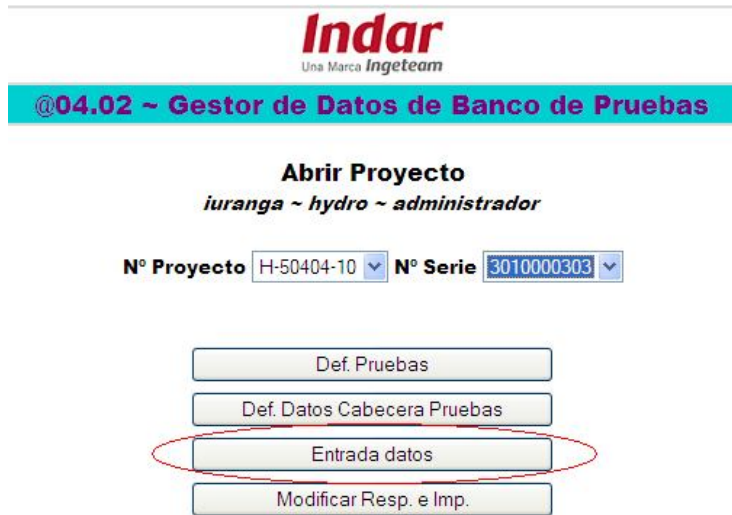 Indar
Una Marca Ingeteam
@04.02 ~ Gestor de Datos de Banco de Pruebas
Abrir Proyecto
iuranga ~ hydro ~ administrador
Nº Proyecto H-50404-10 Nº Serie 3010000303
Def. Pruebas
Def. Datos Cabecera Pruebas
Entrada datos
Modificar Resp. e Imp.